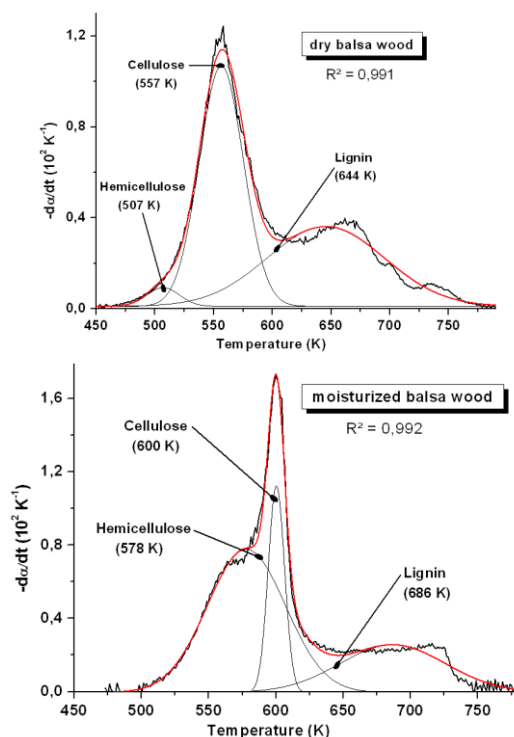 dry balsa wood
R² = 0,991
Cellulose
(557 K)
Hemicellulose
(507 K)
Lignin
(644 K)
-dα/dt (10² K⁻¹)
1,2
0,8
0,4
0,0
450 500 550 600 650 700 750
Temperature (K)
moisturized balsa wood
R² = 0,992
Cellulose
(600 K)
Hemicellulose
(578 K)
Lignin
(686 K)
-dα/dt (10² K⁻¹)
1,6
1,2
0,8
0,4
0,0
450 500 550 600 650 700 750
Temperature (K)